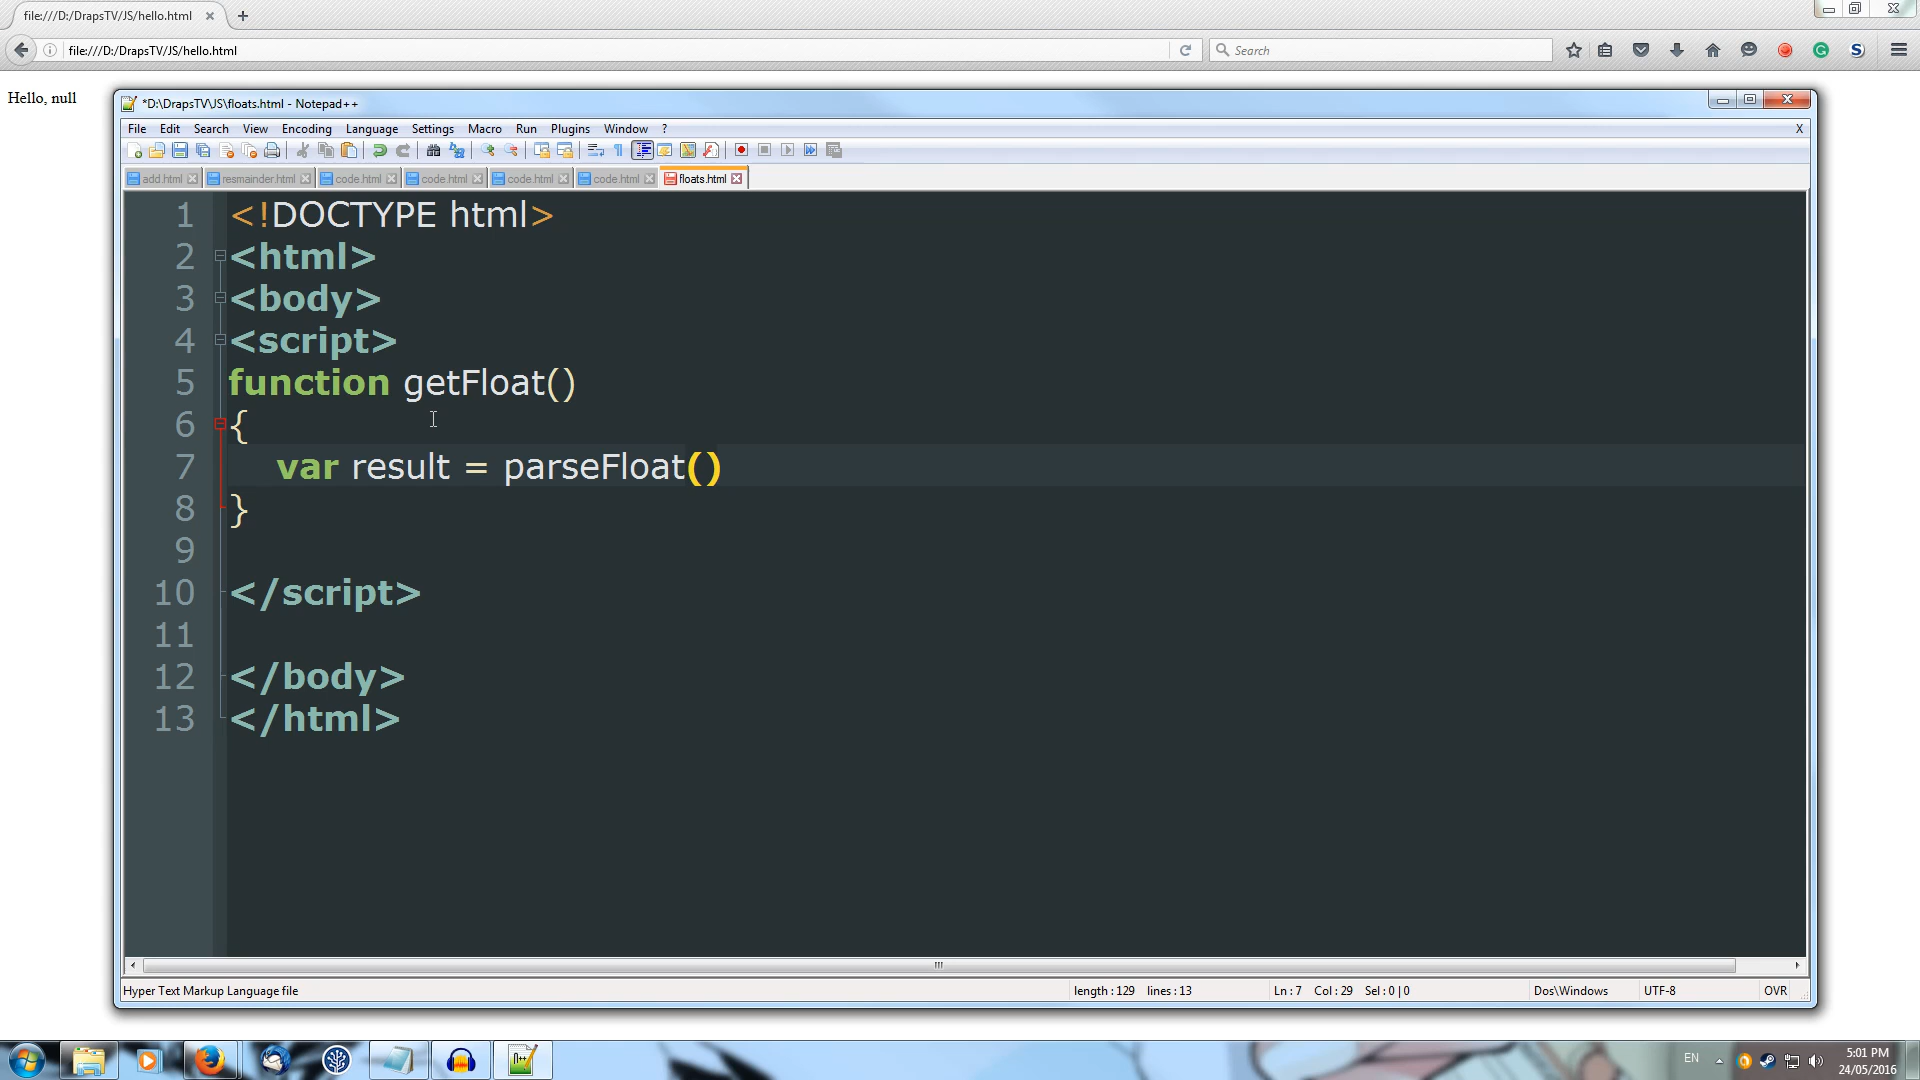 file:///D:/DrapsTV/JS/hello.html
file:///D:/DrapsTV/JS/hello.html
Search
Hello, null
*D:\DrapsTV\JS\floats.html - Notepad++
File Edit Search View Encoding Language Settings Macro Run Plugins Window ? X
add.html resmainder.html code.html code.html code.html code.html floats.html
1 <!DOCTYPE html>
2 <html>
3 <body>
4 <script>
5 function getFloat()
6 {
7 var result = parseFloat()
8 }
9
10 </script>
11
12 </body>
13 </html>
Hyper Text Markup Language file length : 129 lines : 13 Ln : 7 Col : 29 Sel : 0 | 0 Dos\Windows UTF-8 OVR
EN 5:01 PM
24/05/2016